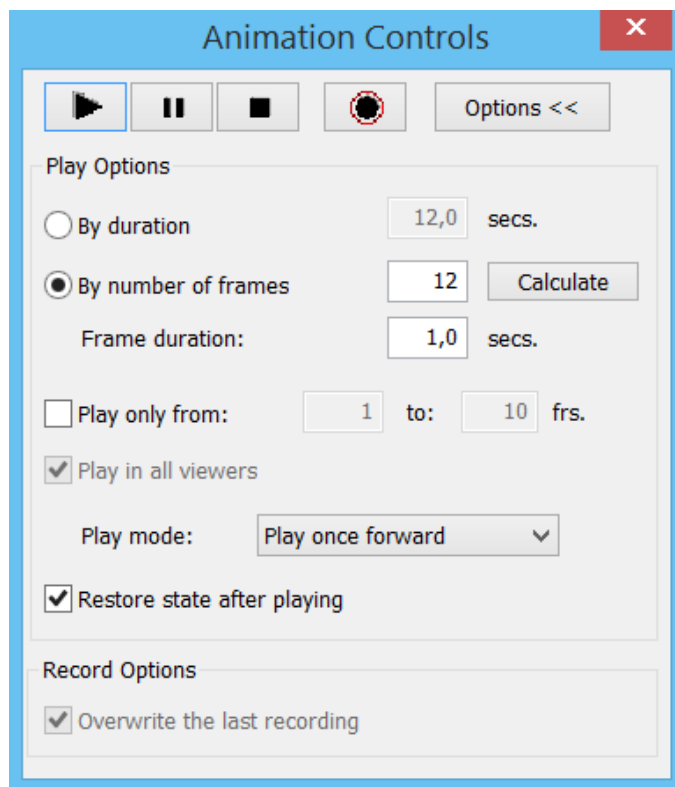 Animation Controls
Options <<
Play Options
By duration 12,0 secs.
By number of frames 12 Calculate
Frame duration: 1,0 secs.
Play only from: 1 to: 10 frs.
Play in all viewers
Play mode: Play once forward
Restore state after playing
Record Options
Overwrite the last recording